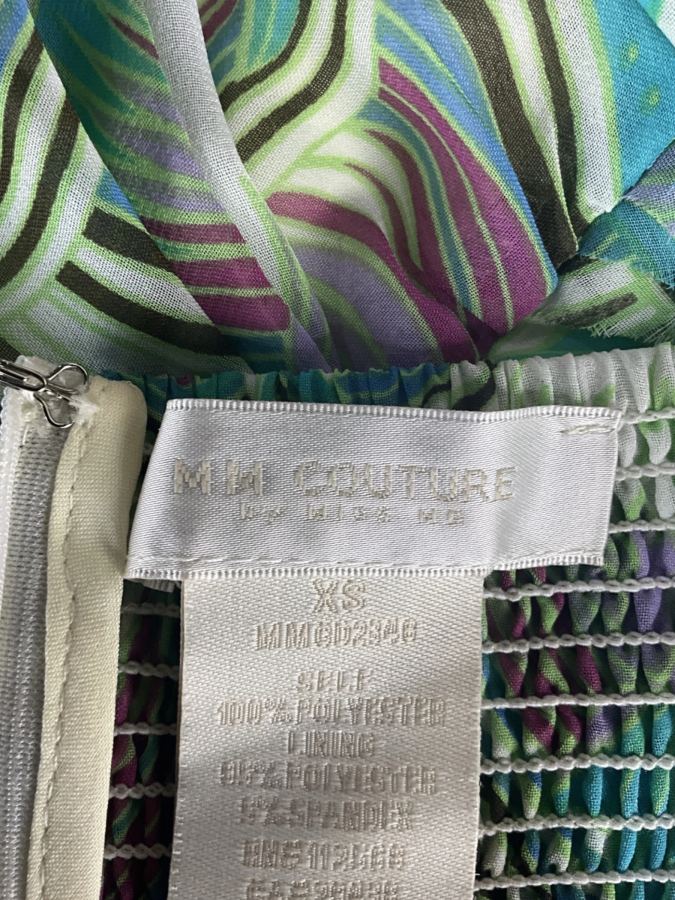 MM COUTURE
by MISS ME
XS
SELF
100% POLYESTER
LINING
95% POLYESTER
5% SPANDEX